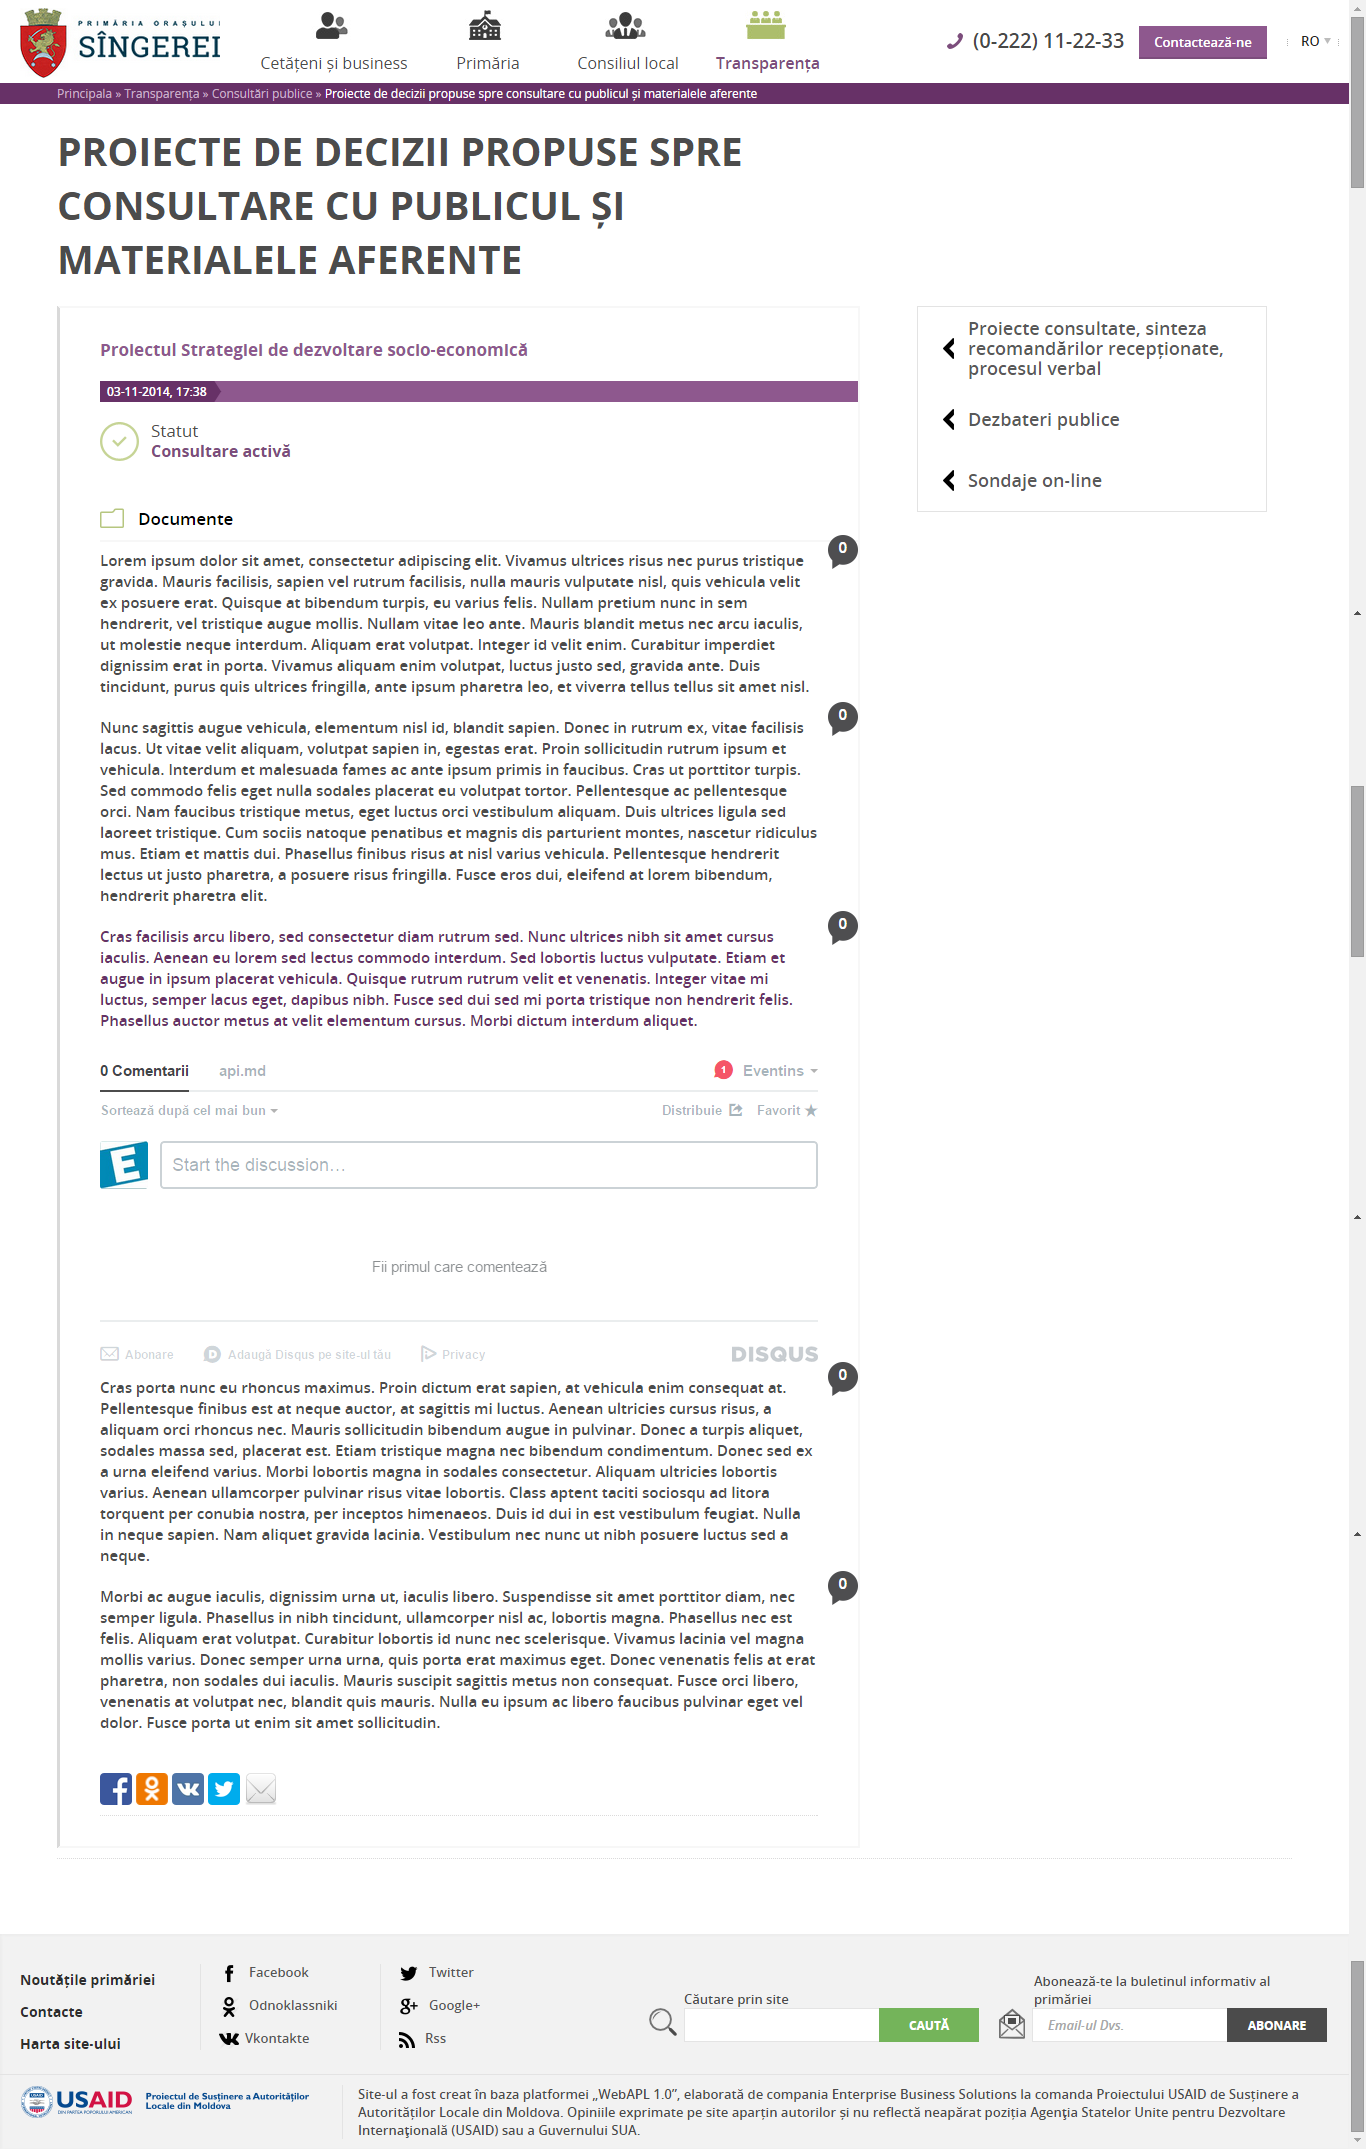 PRIMĂRIA ORAȘULUI
SÎNGEREI
Cetățeni și business
Primăria
Consiliul local
Transparența
(0-222) 11-22-33
Contactează-ne
RO
Principala » Transparența » Consultări publice » Proiecte de decizii propuse spre consultare cu publicul și materialele aferente
PROIECTE DE DECIZII PROPUSE SPRE
CONSULTARE CU PUBLICUL ȘI
MATERIALELE AFERENTE
Proiectul Strategiei de dezvoltare socio-economică
03-11-2014, 17:38
Statut
Consultare activă
Documente
0
Lorem ipsum dolor sit amet, consectetur adipiscing elit. Vivamus ultrices risus nec purus tristique
gravida. Mauris facilisis, sapien vel rutrum facilisis, nulla mauris vulputate nisl, quis vehicula velit
ex posuere erat. Quisque at bibendum turpis, eu varius felis. Nullam pretium nunc in sem
hendrerit, vel tristique augue mollis. Nullam vitae leo ante. Mauris blandit metus nec arcu iaculis,
ut molestie neque interdum. Aliquam erat volutpat. Integer id velit enim. Curabitur imperdiet
dignissim erat in porta. Vivamus aliquam enim volutpat, luctus justo sed, gravida ante. Duis
tincidunt, purus quis ultrices fringilla, ante ipsum pharetra leo, et viverra tellus tellus sit amet nisl.
0
Nunc sagittis augue vehicula, elementum nisl id, blandit sapien. Donec in rutrum ex, vitae facilisis
lacus. Ut vitae velit aliquam, volutpat sapien in, egestas erat. Proin sollicitudin rutrum ipsum et
vehicula. Interdum et malesuada fames ac ante ipsum primis in faucibus. Cras ut porttitor turpis.
Sed commodo felis eget nulla sodales placerat eu volutpat tortor. Pellentesque ac pellentesque
orci. Nam faucibus tristique metus, eget luctus orci vestibulum aliquam. Duis ultrices ligula sed
laoreet tristique. Cum sociis natoque penatibus et magnis dis parturient montes, nascetur ridiculus
mus. Etiam et mattis dui. Phasellus finibus risus at nisl varius vehicula. Pellentesque hendrerit
lectus ut justo pharetra, a posuere risus fringilla. Fusce eros dui, eleifend at lorem bibendum,
hendrerit pharetra elit.
0
Cras facilisis arcu libero, sed consectetur diam rutrum sed. Nunc ultrices nibh sit amet cursus
iaculis. Aenean eu lorem sed lectus commodo interdum. Sed lobortis luctus vulputate. Etiam et
augue in ipsum placerat vehicula. Quisque rutrum rutrum velit et venenatis. Integer vitae mi
luctus, semper lacus eget, dapibus nibh. Fusce sed dui sed mi porta tristique non hendrerit felis.
Phasellus auctor metus at velit elementum cursus. Morbi dictum interdum aliquet.
0 Comentarii
api.md
1
Eventins
Sortează după cel mai bun
Distribuie
Favorit
E
Start the discussion...
Fii primul care comentează
Abonare
D
Adaugă Disqus pe site-ul tău
Privacy
DISQUS
0
Cras porta nunc eu rhoncus maximus. Proin dictum erat sapien, at vehicula enim consequat at.
Pellentesque finibus est at neque auctor, at sagittis mi luctus. Aenean ultricies cursus risus, a
aliquam orci rhoncus nec. Mauris sollicitudin bibendum augue in pulvinar. Donec a turpis aliquet,
sodales massa sed, placerat est. Etiam tristique magna nec bibendum condimentum. Donec sed ex
a urna eleifend varius. Morbi lobortis magna in sodales consectetur. Aliquam ultricies lobortis
varius. Aenean ullamcorper pulvinar risus vitae lobortis. Class aptent taciti sociosqu ad litora
torquent per conubia nostra, per inceptos himenaeos. Duis id dui in est vestibulum feugiat. Nulla
in neque sapien. Nam aliquet gravida lacinia. Vestibulum nec nunc ut nibh posuere luctus sed a
neque.
0
Morbi ac augue iaculis, dignissim urna ut, iaculis libero. Suspendisse sit amet porttitor diam, nec
semper ligula. Phasellus in nibh tincidunt, ullamcorper nisl ac, lobortis magna. Phasellus nec est
felis. Aliquam erat volutpat. Curabitur lobortis id nunc nec scelerisque. Vivamus lacinia vel magna
mollis varius. Donec semper urna urna, quis porta erat maximus eget. Donec venenatis felis at erat
pharetra, non sodales dui iaculis. Mauris suscipit sagittis metus non consequat. Fusce orci libero,
venenatis at volutpat nec, blandit quis mauris. Nulla eu ipsum ac libero faucibus pulvinar eget vel
dolor. Fusce porta ut enim sit amet sollicitudin.
Proiecte consultate, sinteza
recomandărilor recepționate,
procesul verbal
Dezbateri publice
Sondaje on-line
Noutățile primăriei
Contacte
Harta site-ului
Facebook
Odnoklassniki
Vkontakte
Twitter
Google+
Rss
Căutare prin site
CAUTĂ
Abonează-te la buletinul informativ al
primăriei
Email-ul Dvs.
ABONARE
USAID
DIN PARTEA POPORULUI AMERICAN
Proiectul de Susținere a Autorităților
Locale din Moldova
Site-ul a fost creat în baza platformei „WebAPL 1.0”, elaborată de compania Enterprise Business Solutions la comanda Proiectului USAID de Susținere a
Autorităților Locale din Moldova. Opiniile exprimate pe site aparțin autorilor și nu reflectă neapărat poziția Agenția Statelor Unite pentru Dezvoltare
Internațională (USAID) sau a Guvernului SUA.